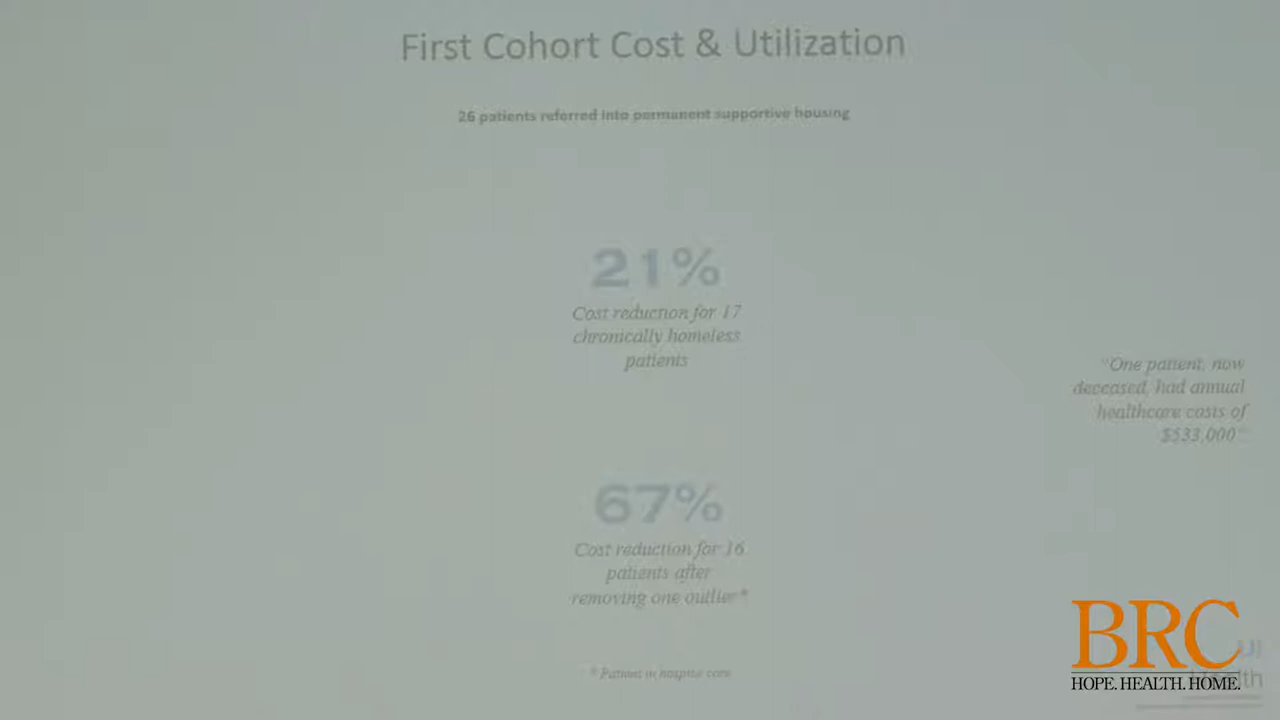 First Cohort Cost & Utilization
26 patients referred into permanent supportive housing
21%
Cost reduction for 17
chronically homeless
patients
"One patient, now
deceased, had annual
healthcare costs of
$533,000"
67%
Cost reduction for 16
patients after
removing one outlier*
* Patient in hospice care
BRC
HOPE. HEALTH. HOME.
UI